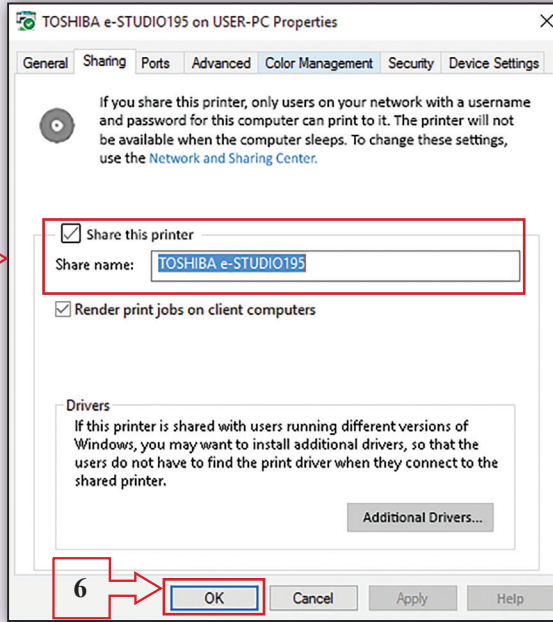 TOSHIBA e-STUDIO195 on USER-PC Properties
General Sharing Ports Advanced Color Management Security Device Settings
If you share this printer, only users on your network with a username
and password for this computer can print to it. The printer will not
be available when the computer sleeps. To change these settings,
use the Network and Sharing Center.
Share this printer
Share name: TOSHIBA e-STUDIO195
Render print jobs on client computers
Drivers
If this printer is shared with users running different versions of
Windows, you may want to install additional drivers, so that the
users do not have to find the print driver when they connect to the
shared printer.
Additional Drivers...
6
OK Cancel Apply Help